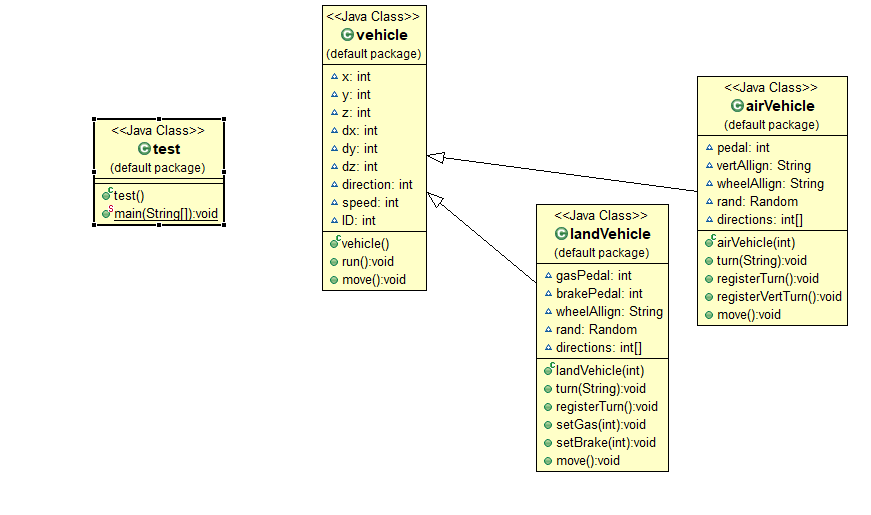 <<Java Class>>
test
(default package)
test()
main(String[]):void
<<Java Class>>
vehicle
(default package)
x: int
y: int
z: int
dx: int
dy: int
dz: int
direction: int
speed: int
ID: int
vehicle()
run():void
move():void
<<Java Class>>
landVehicle
(default package)
gasPedal: int
brakePedal: int
wheelAllign: String
rand: Random
directions: int[]
landVehicle(int)
turn(String):void
registerTurn():void
setGas(int):void
setBrake(int):void
move():void
<<Java Class>>
airVehicle
(default package)
pedal: int
vertAllign: String
wheelAllign: String
rand: Random
directions: int[]
airVehicle(int)
turn(String):void
registerTurn():void
registerVertTurn():void
move():void